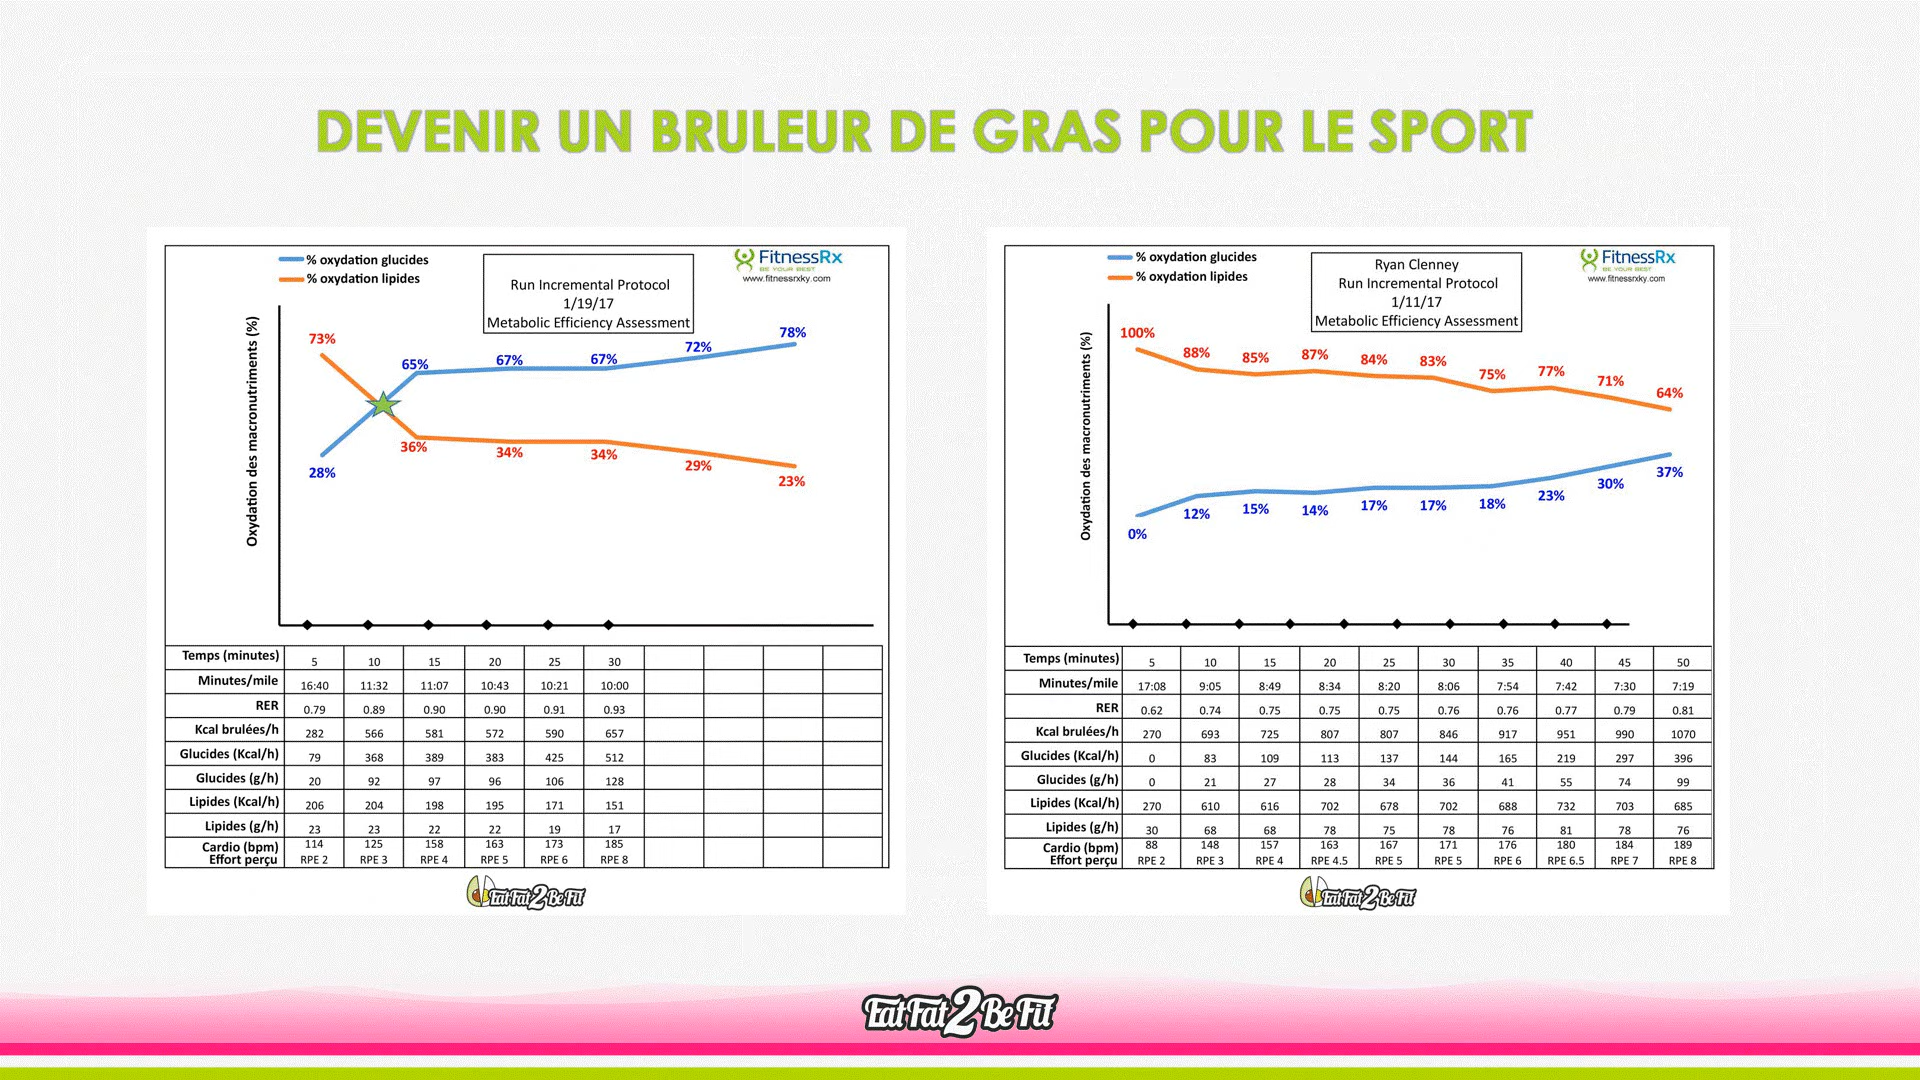 DEVENIR UN BRULEUR DE GRAS POUR LE SPORT
% oxydation glucides
% oxydation lipides
Run Incremental Protocol
1/19/17
Metabolic Efficiency Assessment
FitnessRx
BE YOUR BEST
www.fitnessrxky.com
Oxydation des macronutriments (%)
73% 65% 67% 67% 72% 78%
28% 36% 34% 34% 29% 23%
Temps (minutes) 5 10 15 20 25 30
Minutes/mile 16:40 11:32 11:07 10:43 10:21 10:00
RER 0.79 0.89 0.90 0.90 0.91 0.93
Kcal brulées/h 282 566 581 572 590 657
Glucides (Kcal/h) 79 368 389 383 425 512
Glucides (g/h) 20 92 97 96 106 128
Lipides (Kcal/h) 206 204 198 195 171 151
Lipides (g/h) 23 23 22 22 19 17
Cardio (bpm) 114 125 158 163 173 185
Effort perçu RPE 2 RPE 3 RPE 4 RPE 5 RPE 6 RPE 8
Eat Fat 2 Be Fit
% oxydation glucides
% oxydation lipides
Ryan Clenney
Run Incremental Protocol
1/11/17
Metabolic Efficiency Assessment
FitnessRx
BE YOUR BEST
www.fitnessrxky.com
Oxydation des macronutriments (%)
100% 88% 85% 87% 84% 83% 75% 77% 71% 64%
0% 12% 15% 14% 17% 17% 18% 23% 30% 37%
Temps (minutes) 5 10 15 20 25 30 35 40 45 50
Minutes/mile 17:08 9:05 8:49 8:34 8:20 8:06 7:54 7:42 7:30 7:19
RER 0.62 0.74 0.75 0.75 0.75 0.76 0.76 0.77 0.79 0.81
Kcal brulées/h 270 693 725 807 807 846 917 951 990 1070
Glucides (Kcal/h) 0 83 109 113 137 144 165 219 297 396
Glucides (g/h) 0 21 27 28 34 36 41 55 74 99
Lipides (Kcal/h) 270 610 616 702 678 702 688 732 703 685
Lipides (g/h) 30 68 68 78 75 78 76 81 78 76
Cardio (bpm) 88 148 157 163 167 171 176 180 184 189
Effort perçu RPE 2 RPE 3 RPE 4 RPE 4.5 RPE 5 RPE 5 RPE 6 RPE 6.5 RPE 7 RPE 8
Eat Fat 2 Be Fit
Eat Fat 2 Be Fit